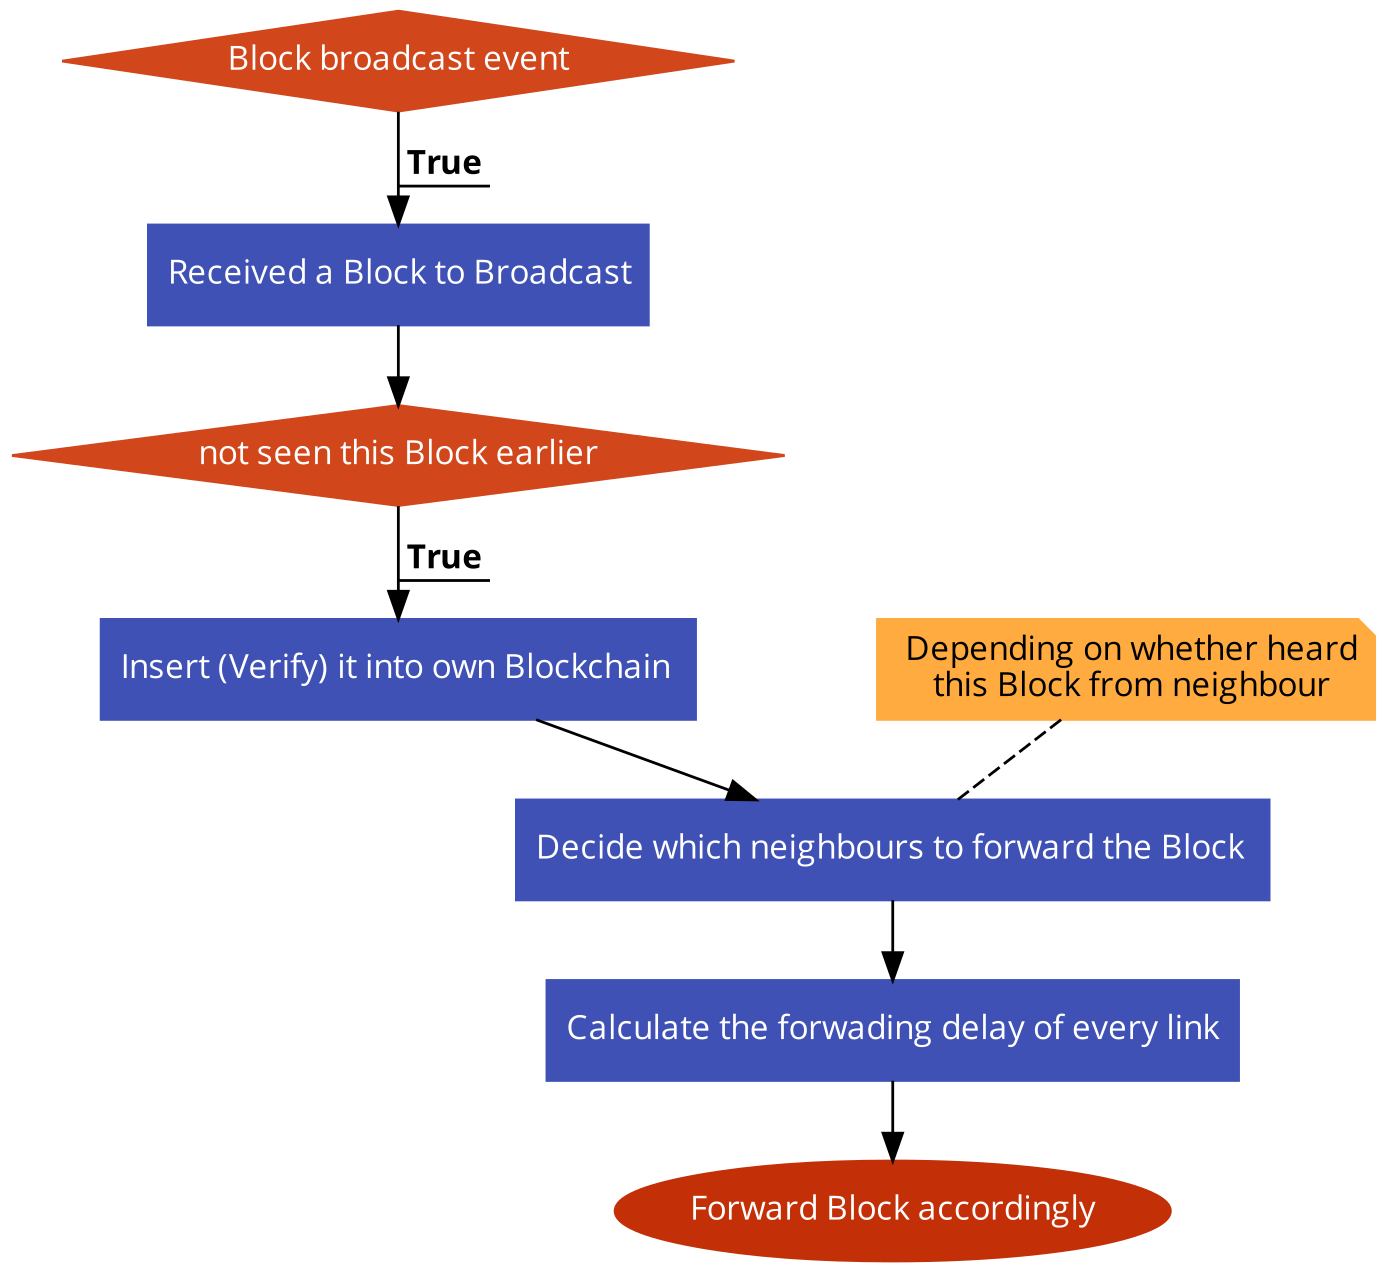 Block broadcast event
True
Received a Block to Broadcast
not seen this Block earlier
True
Insert (Verify) it into own Blockchain
Depending on whether heard
this Block from neighbour
Decide which neighbours to forward the Block
Calculate the forwading delay of every link
Forward Block accordingly